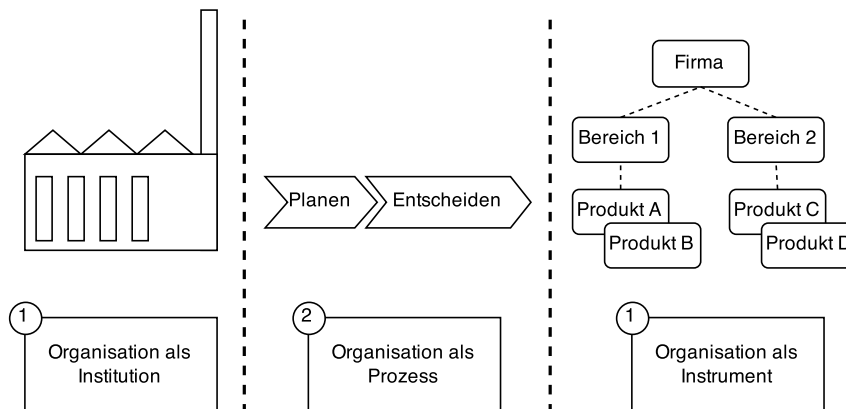 Firma
Bereich 1
Bereich 2
Planen
Entscheiden
Produkt A
Produkt B
Produkt C
Produkt D
1
Organisation als
Institution
2
Organisation als
Prozess
1
Organisation als
Instrument